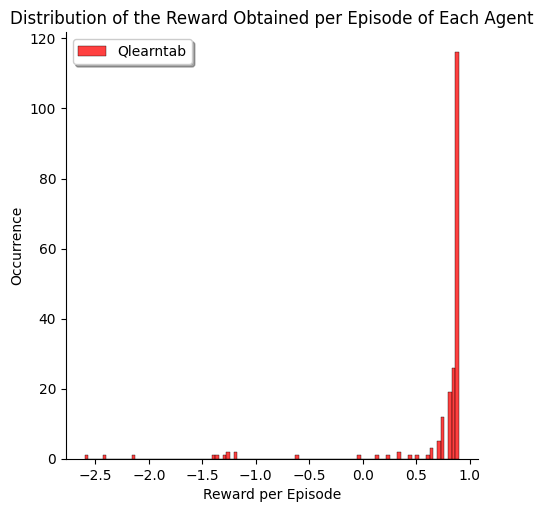 Distribution of the Reward Obtained per Episode of Each Agent
Qlearntab
120
100
80
60
40
20
0
Occurrence
−2.5 −2.0 −1.5 −1.0 −0.5 0.0 0.5 1.0
Reward per Episode